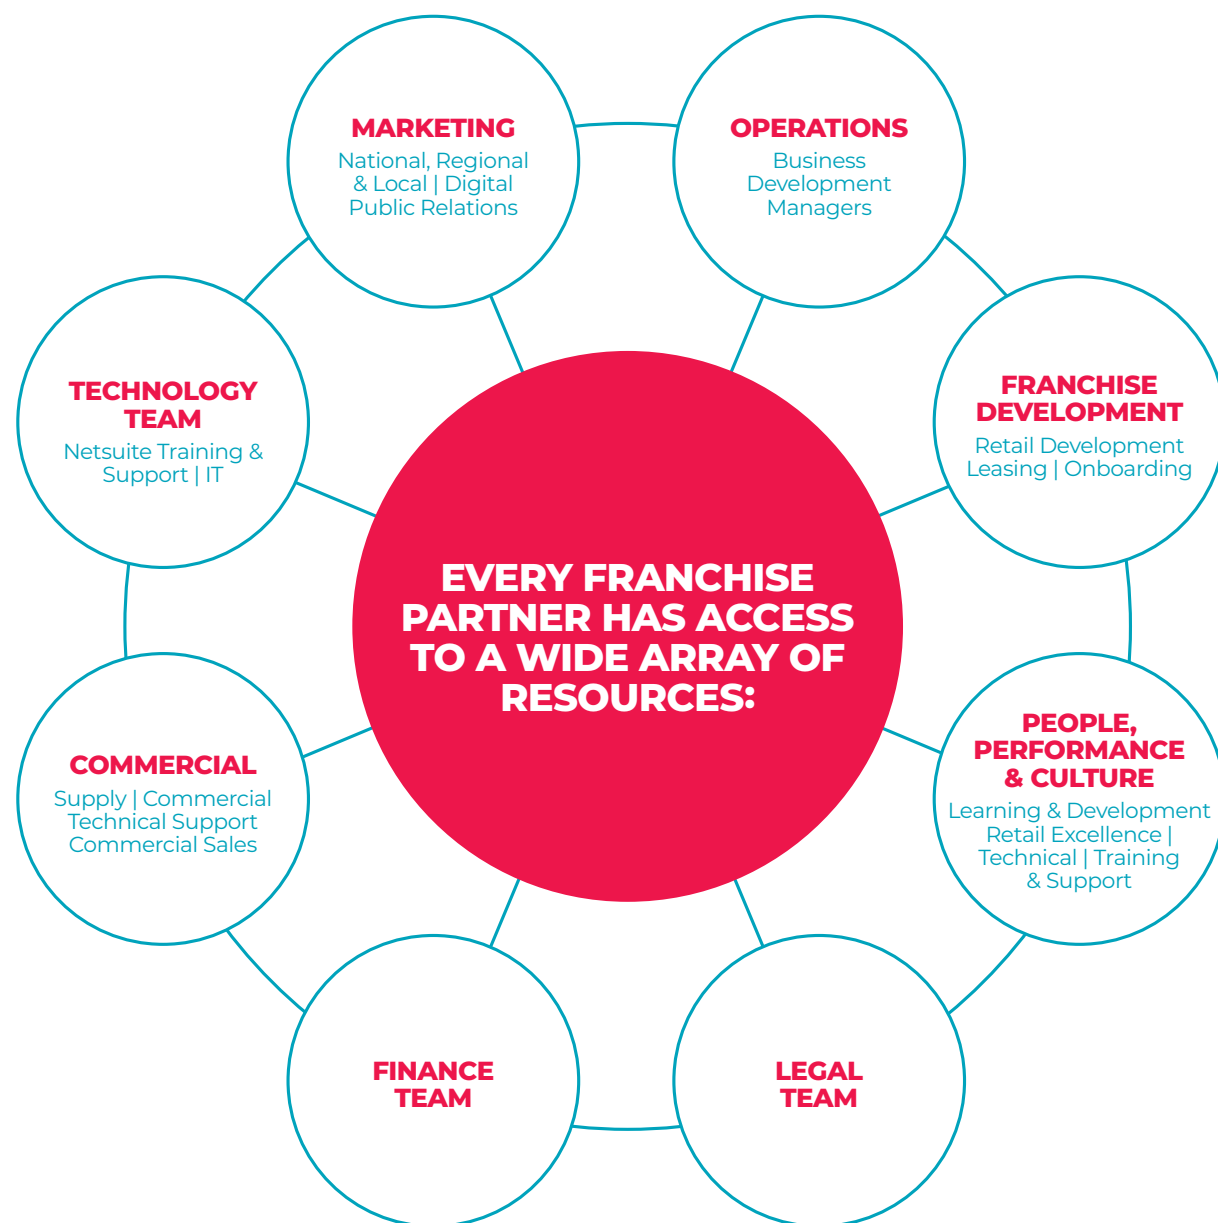 MARKETING
National, Regional
& Local | Digital
Public Relations
OPERATIONS
Business
Development
Managers
TECHNOLOGY
TEAM
Netsuite Training &
Support | IT
FRANCHISE
DEVELOPMENT
Retail Development
Leasing | Onboarding
EVERY FRANCHISE
PARTNER HAS ACCESS
TO A WIDE ARRAY OF
RESOURCES:
COMMERCIAL
Supply | Commercial
Technical Support
Commercial Sales
PEOPLE,
PERFORMANCE
& CULTURE
Learning & Development
Retail Excellence |
Technical | Training
& Support
FINANCE
TEAM
LEGAL
TEAM